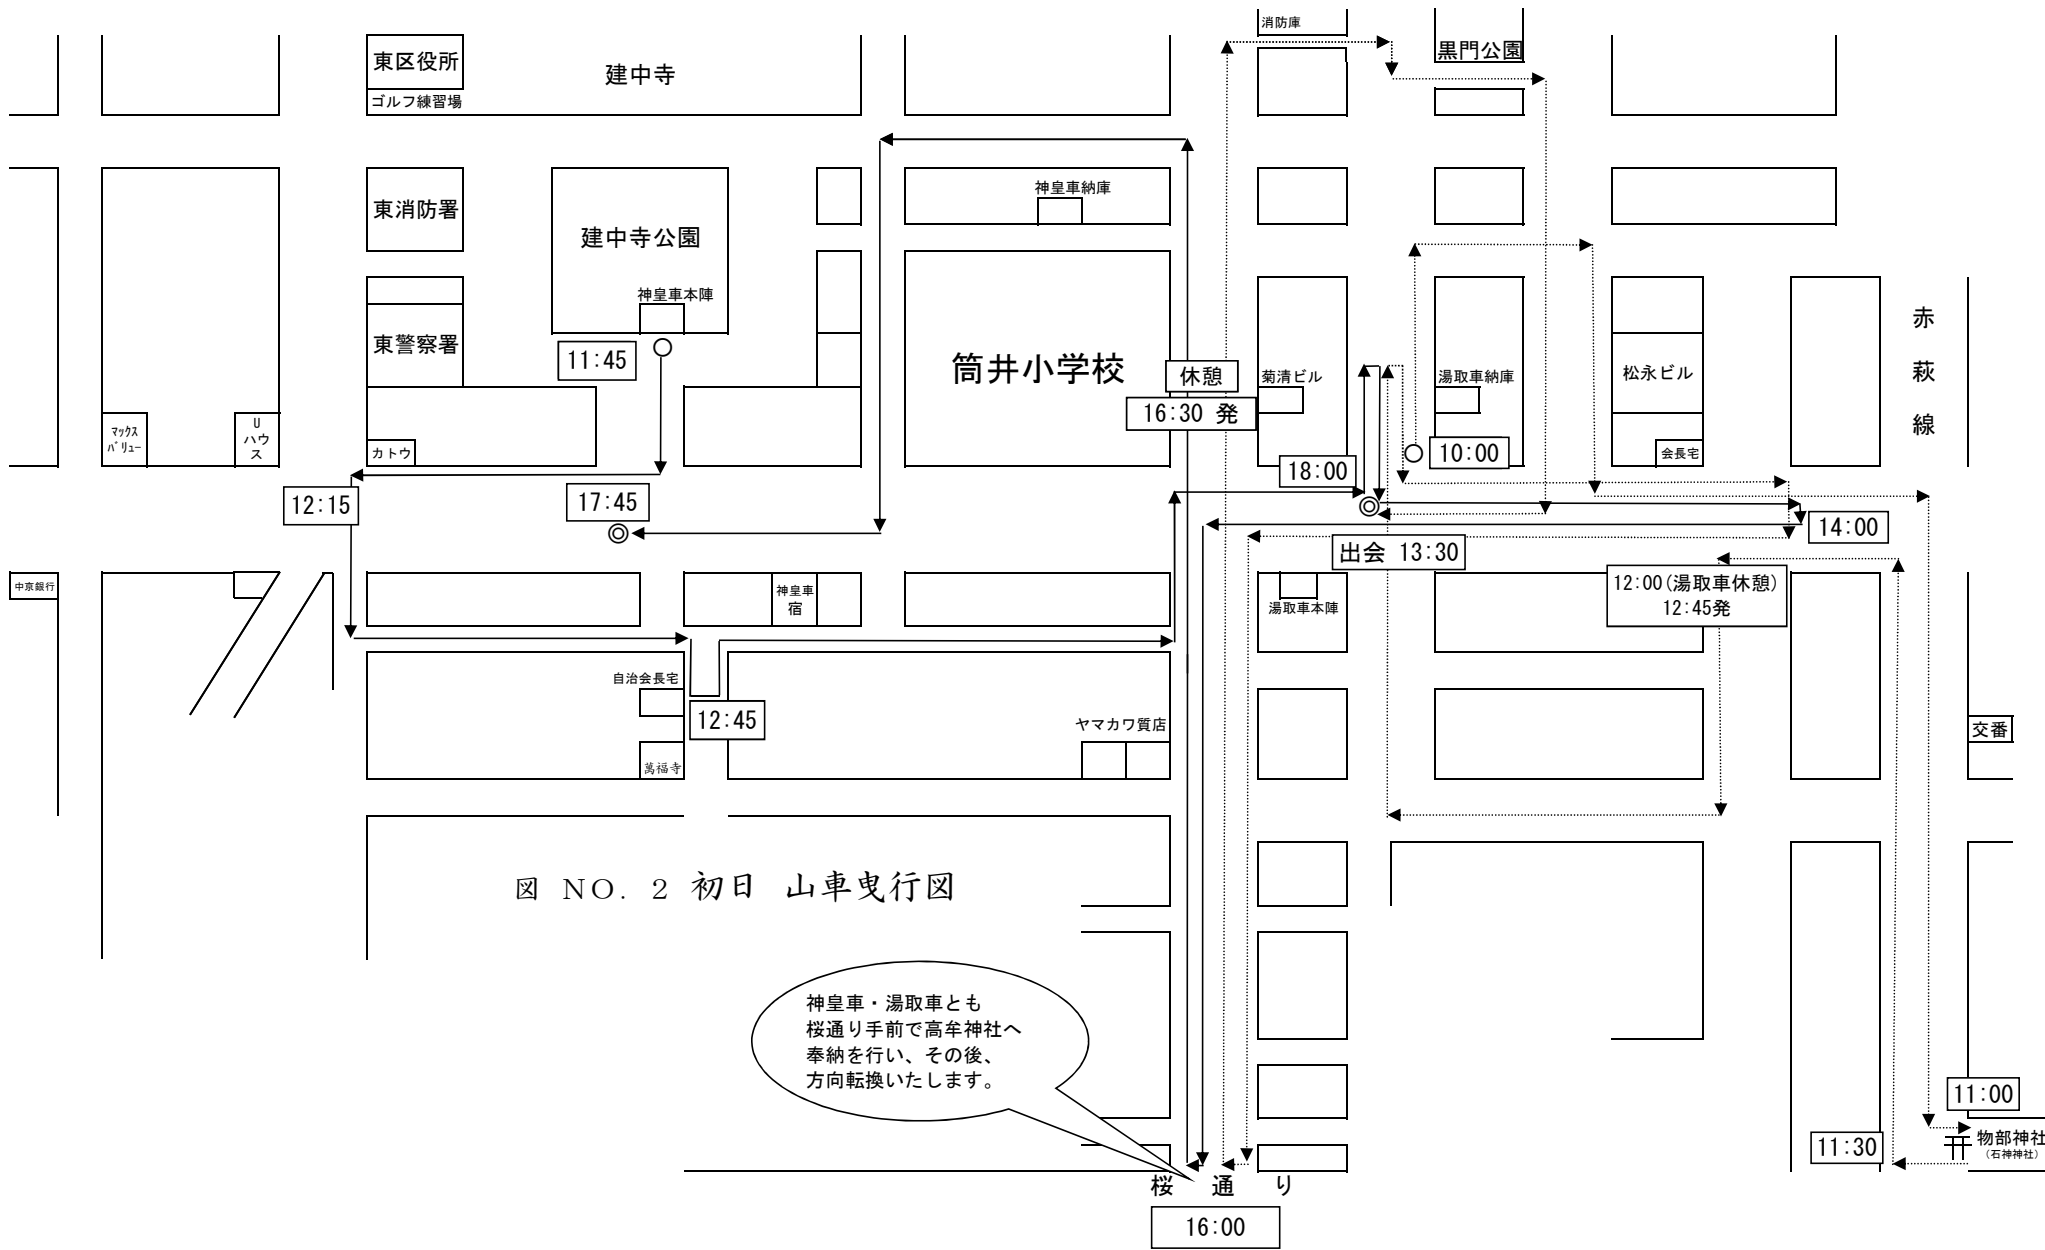 消防庫
黒門公園
東区役所
建中寺
ゴルフ練習場
神皇車納庫
東消防署
建中寺公園
神皇車本陣
赤
萩
線
東警察署
11:45
筒井小学校
休憩
16:30 発
菊清ビル
湯取車納庫
松永ビル
マックス
バリュー
U
ハウ
ス
カトウ
18:00
10:00
会長宅
12:15
17:45
14:00
出会 13:30
中京銀行
神皇車
宿
湯取車本陣
12:00(湯取車休憩)
12:45発
自治会長宅
12:45
ヤマカワ質店
交番
萬福寺
図 NO. 2 初日 山車曳行図
神皇車・湯取車とも
桜通り手前で高牟神社へ
奉納を行い、その後、
方向転換いたします。
11:00
11:30
物部神社
(石神神社)
桜 通 り
16:00